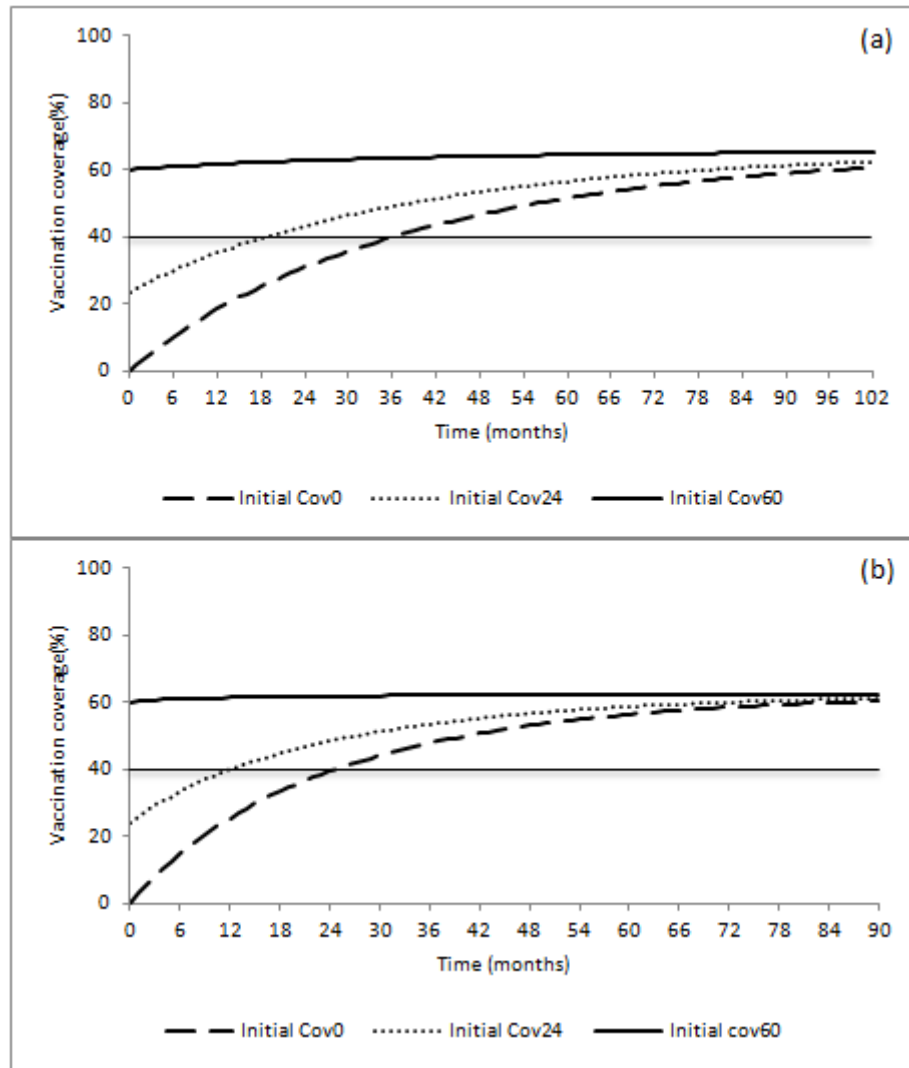 (a)
100
80
60
40
20
0
Vaccination coverage(%)
0 6 12 18 24 30 36 42 48 54 60 66 72 78 84 90 96 102
Time (months)
Initial Cov0 Initial Cov24 Initial Cov60
(b)
100
80
60
40
20
0
Vaccination coverage(%)
0 6 12 18 24 30 36 42 48 54 60 66 72 78 84 90
Time (months)
Initial Cov0 Initial Cov24 Initial cov60